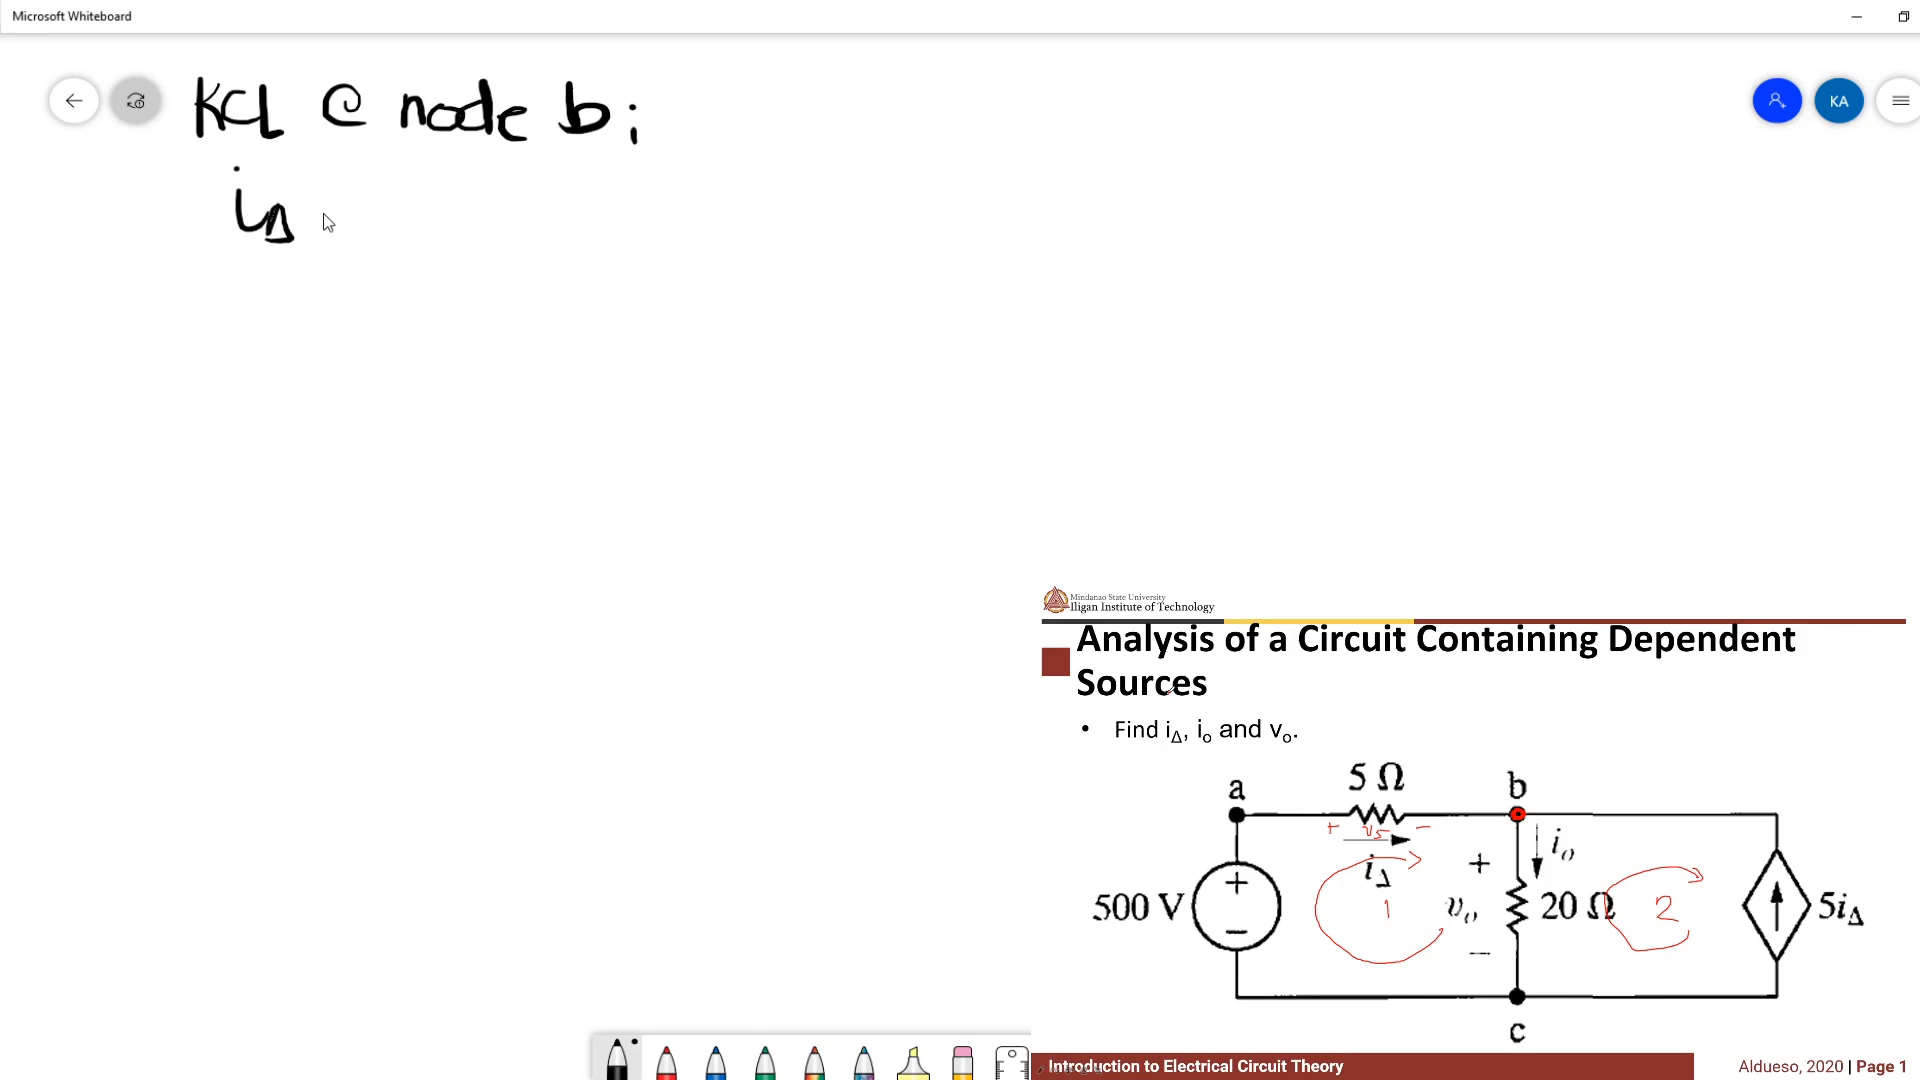 Microsoft Whiteboard
KCL @ node b;
KA
iΔ
Mindanao State University
Iligan Institute of Technology
Analysis of a Circuit Containing Dependent
Sources
• Find iΔ, io and vo.
5 Ω
a
b
+ v5 −
iΔ
io
+
500 V
+
−
1
vo
20 Ω
2
5iΔ
−
c
Introduction to Electrical Circuit Theory
Aldueso, 2020 | Page 1